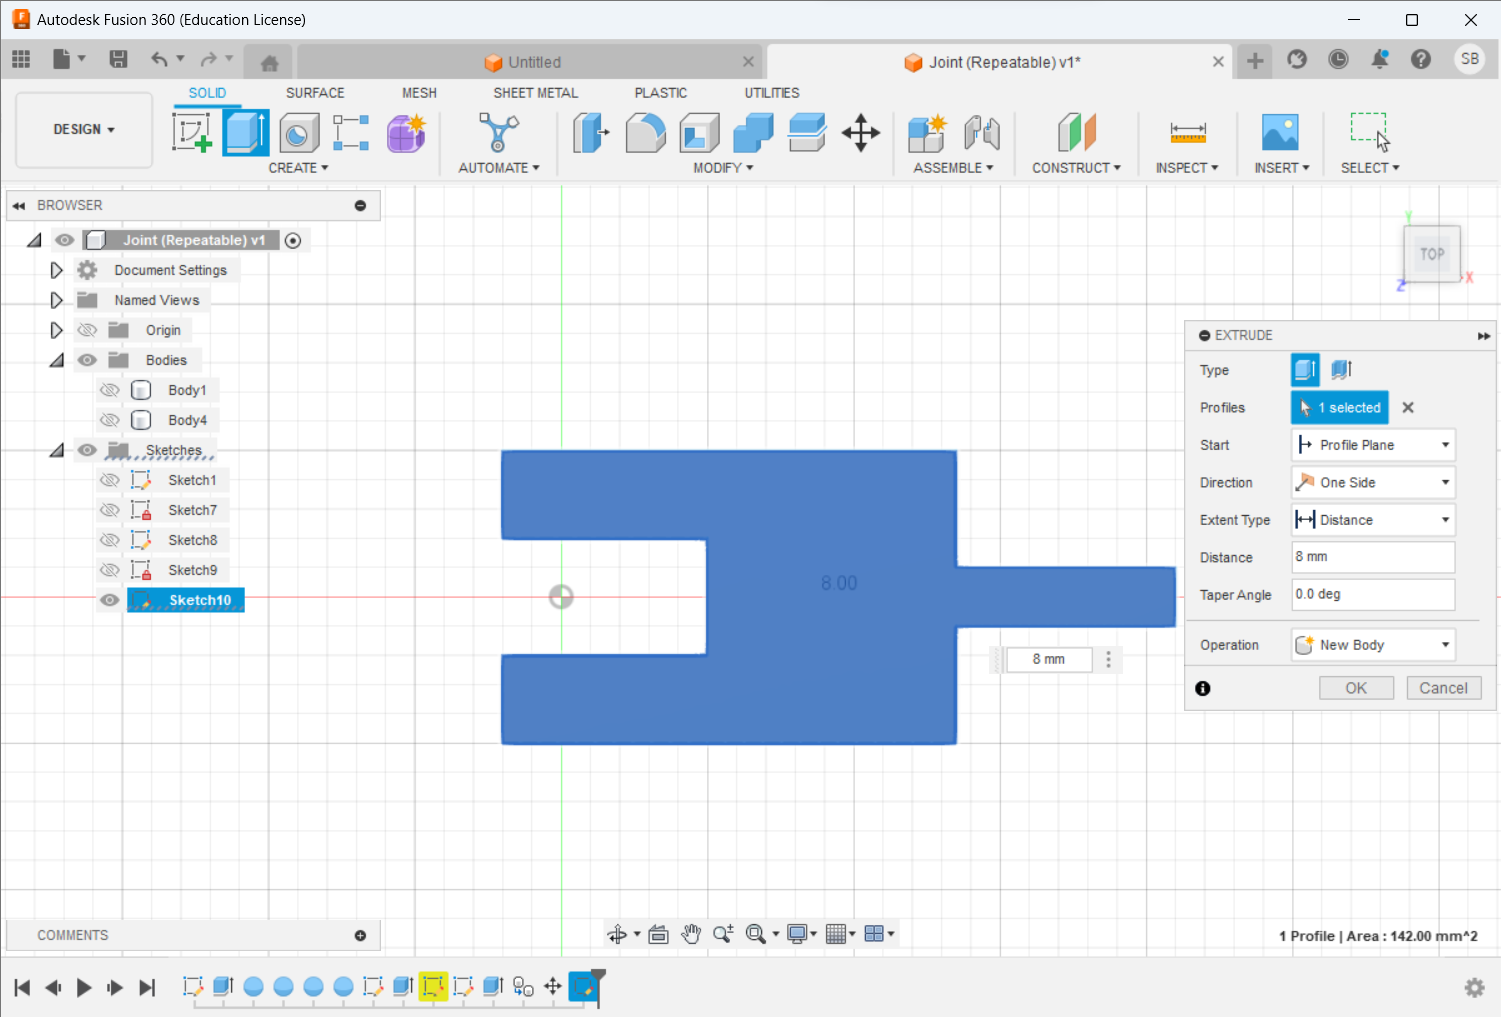 Autodesk Fusion 360 (Education License)
Untitled
Joint (Repeatable) v1*
SB
DESIGN
SOLID
SURFACE
MESH
SHEET METAL
PLASTIC
UTILITIES
CREATE
AUTOMATE
MODIFY
ASSEMBLE
CONSTRUCT
INSPECT
INSERT
SELECT
BROWSER
Joint (Repeatable) v1
Document Settings
Named Views
Origin
Bodies
Body1
Body4
Sketches
Sketch1
Sketch7
Sketch8
Sketch9
Sketch10
Y
TOP
X
Z
8.00
8 mm
EXTRUDE
Type
Profiles 1 selected
Start Profile Plane
Direction One Side
Extent Type Distance
Distance 8 mm
Taper Angle 0.0 deg
Operation New Body
OK Cancel
COMMENTS
1 Profile | Area : 142.00 mm^2